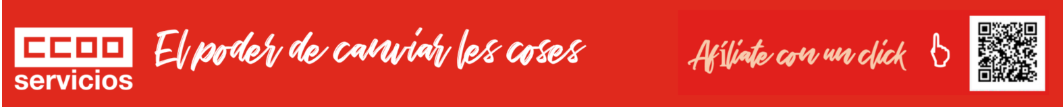 CCOO
servicios
El poder de canviar les coses
Afíliate con un click